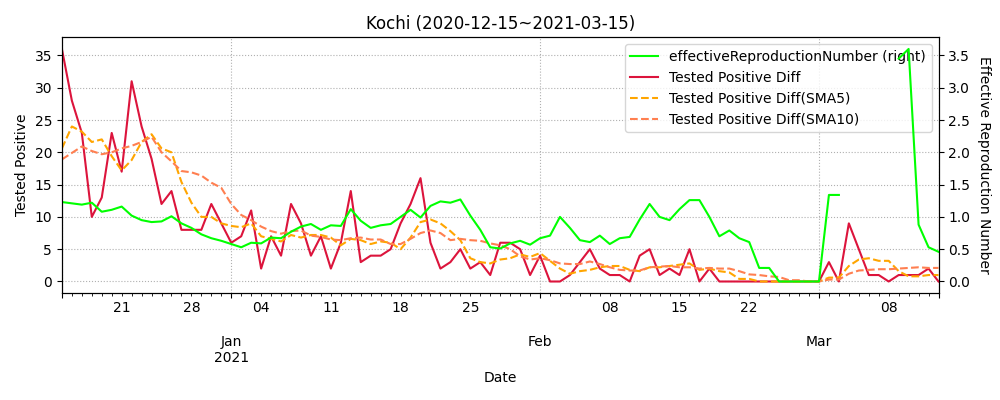 Kochi (2020-12-15~2021-03-15)
effectiveReproductionNumber (right)
Tested Positive Diff
Tested Positive Diff(SMA5)
Tested Positive Diff(SMA10)
Tested Positive
35
30
25
20
15
10
5
0
3.5
3.0
2.5
2.0
1.5
1.0
0.5
0.0
Effective Reproduction Number
21 28 04 11 18 25 08 15 22 08
Jan Feb Mar
2021
Date